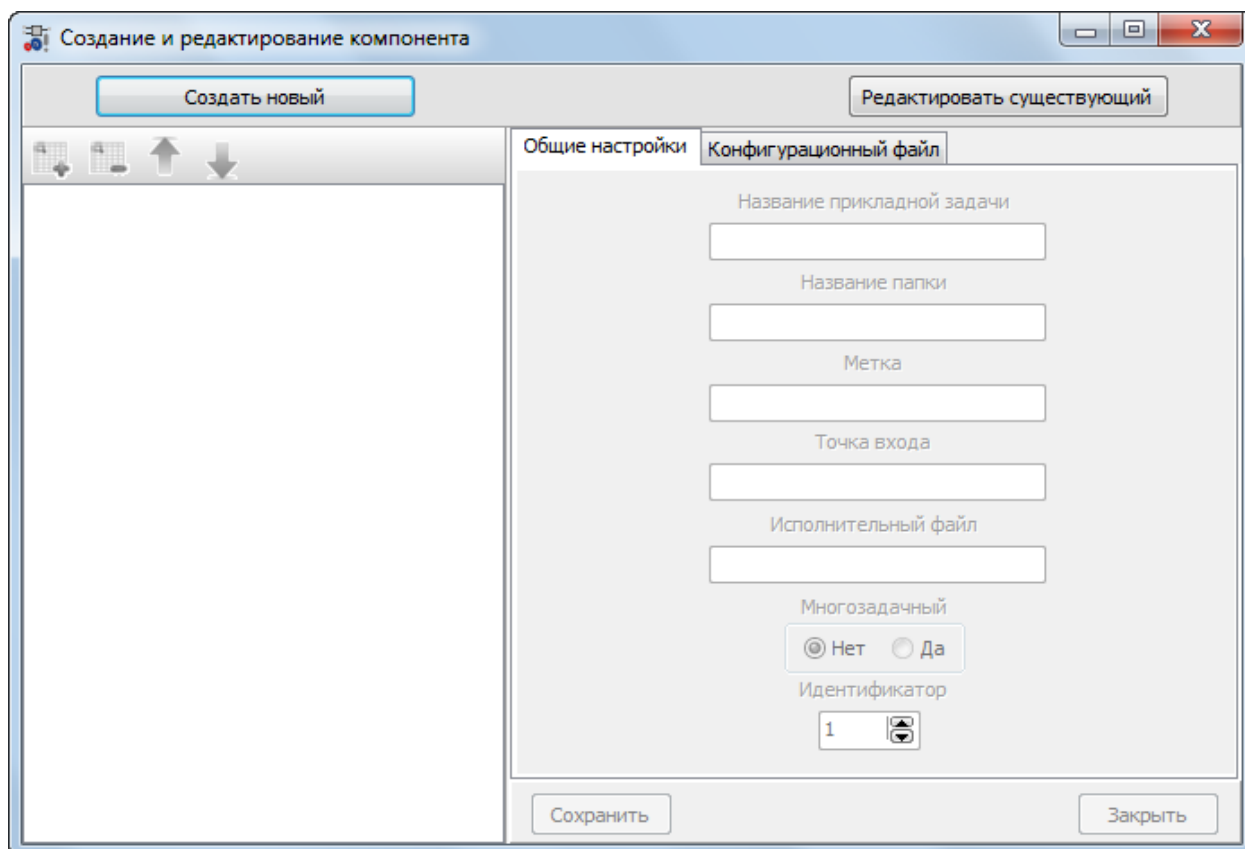 Создание и редактирование компонента
Создать новый
Редактировать существующий
Общие настройки
Конфигурационный файл
Название прикладной задачи
Название папки
Метка
Точка входа
Исполнительный файл
Многозадачный
Нет Да
Идентификатор
1
Сохранить
Закрыть